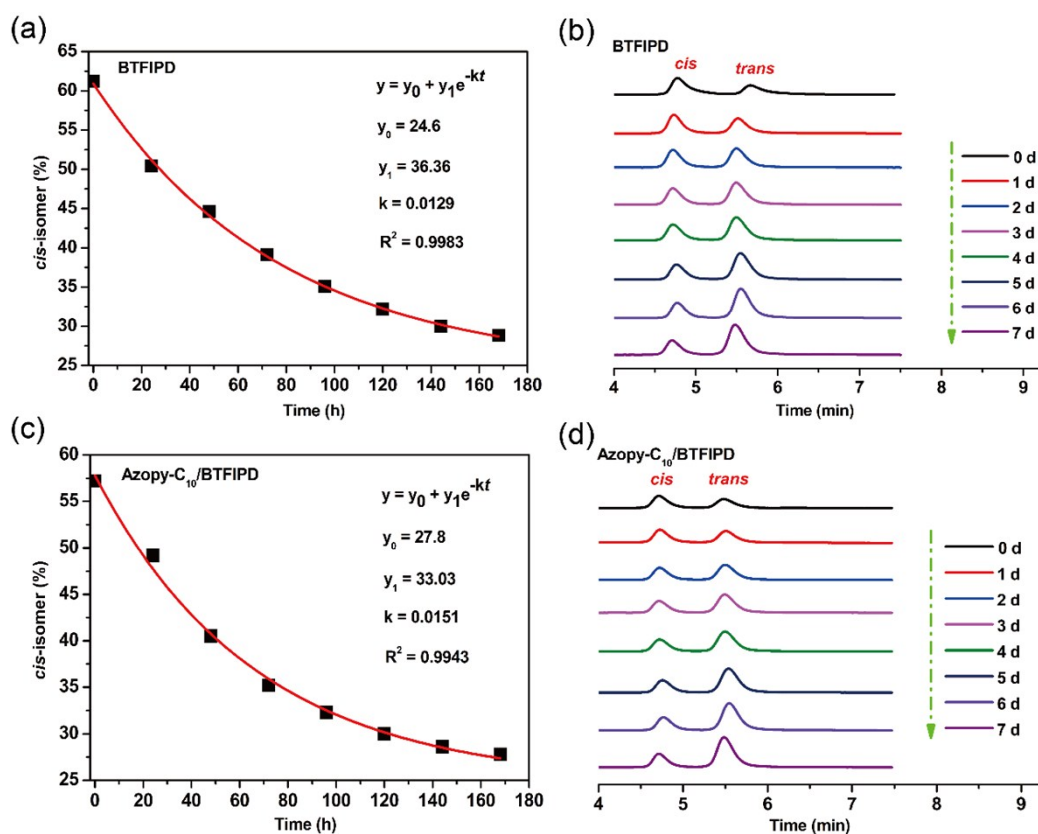 (a)
BTFIPD
y = y0 + y1e-kt
y0 = 24.6
y1 = 36.36
k = 0.0129
R2 = 0.9983
65
60
55
50
45
40
35
30
25
cis-isomer (%)
0 20 40 60 80 100 120 140 160 180
Time (h)
(b)
BTFIPD
cis trans
0 d
1 d
2 d
3 d
4 d
5 d
6 d
7 d
4 5 6 7 8 9
Time (min)
(c)
Azopy-C10/BTFIPD
y = y0 + y1e-kt
y0 = 27.8
y1 = 33.03
k = 0.0151
R2 = 0.9943
60
55
50
45
40
35
30
25
cis-isomer (%)
0 20 40 60 80 100 120 140 160 180
Time (h)
(d)
Azopy-C10/BTFIPD
cis trans
0 d
1 d
2 d
3 d
4 d
5 d
6 d
7 d
4 5 6 7 8 9
Time (min)